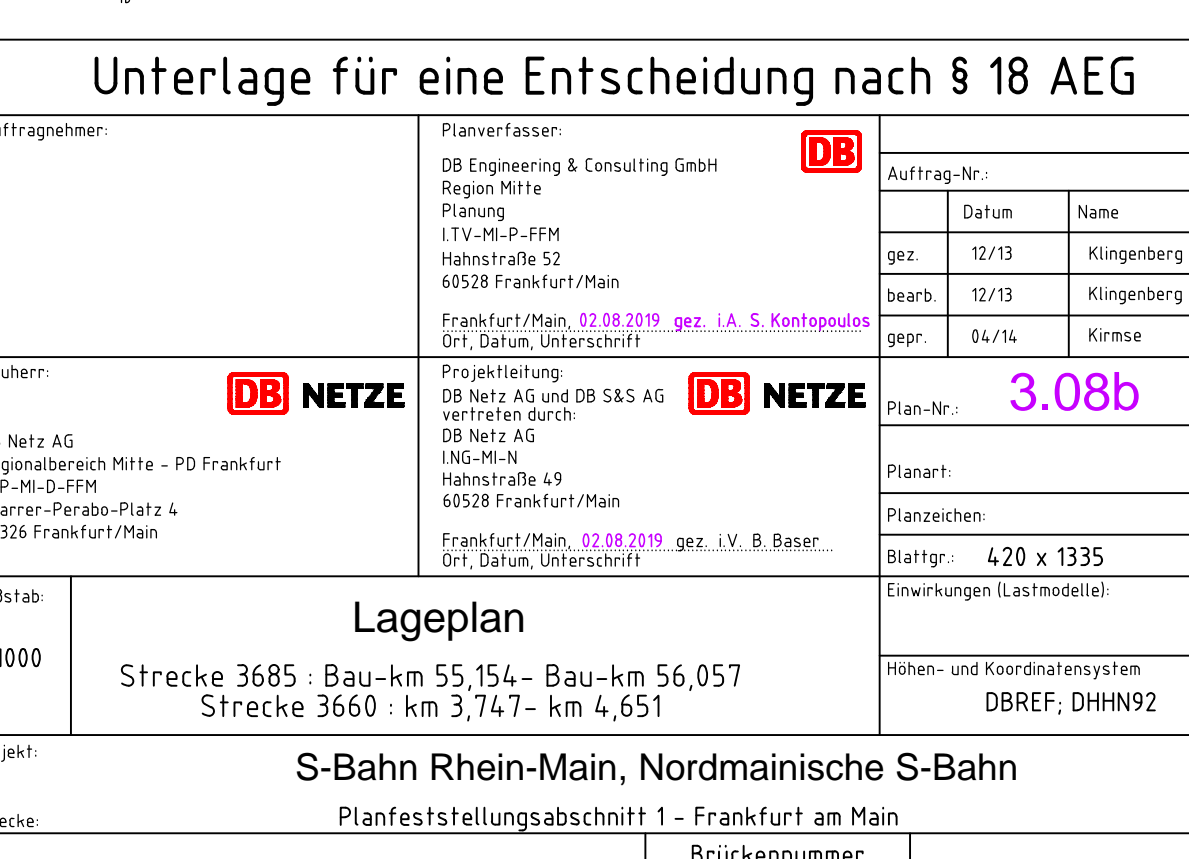 Unterlage für eine Entscheidung nach § 18 AEG
Planverfasser:
DB
DB Engineering & Consulting GmbH
Region Mitte
Planung
I.TV-MI-P-FFM
Hahnstraße 52
60528 Frankfurt/Main
Frankfurt/Main, 02.08.2019 gez. i.A. S. Kontopoulos
Ort, Datum, Unterschrift
Auftrag-Nr.:
Datum Name
gez. 12/13 Klingenberg
bearb. 12/13 Klingenberg
gepr. 04/14 Kirmse
DB NETZE
Netz AG
Regionalbereich Mitte - PD Frankfurt
P-MI-D-FFM
arrer-Perabo-Platz 4
326 Frankfurt/Main
Projektleitung:
DB NETZE
DB Netz AG und DB S&S AG
vertreten durch:
DB Netz AG
I.NG-MI-N
Hahnstraße 49
60528 Frankfurt/Main
Frankfurt/Main, 02.08.2019 gez. i.V. B. Baser
Ort, Datum, Unterschrift
Plan-Nr.: 3.08b
Planart:
Planzeichen:
Blattgr.: 420 x 1335
Lageplan
Strecke 3685 : Bau-km 55,154- Bau-km 56,057
Strecke 3660 : km 3,747- km 4,651
Einwirkungen (Lastmodelle):
Höhen- und Koordinatensystem
DBREF; DHHN92
S-Bahn Rhein-Main, Nordmainische S-Bahn
Planfeststellungsabschnitt 1 - Frankfurt am Main
Brückennummer